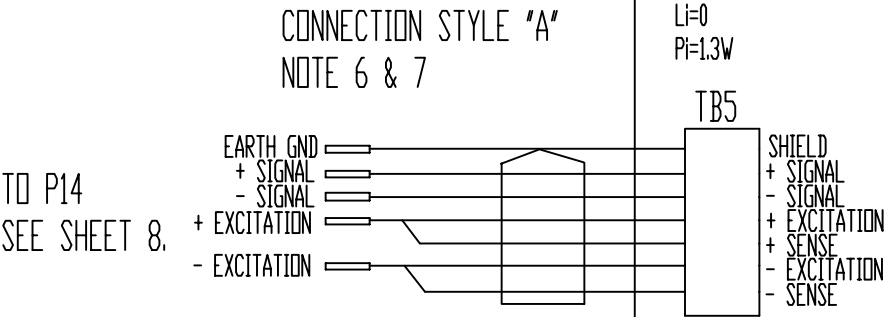 CONNECTION STYLE "A"
NOTE 6 & 7
Li=0
Pi=1.3W
TB5
TO P14
SEE SHEET 8.
EARTH GND
+ SIGNAL
- SIGNAL
+ EXCITATION
- EXCITATION
SHIELD
+ SIGNAL
- SIGNAL
+ EXCITATION
+ SENSE
- EXCITATION
- SENSE